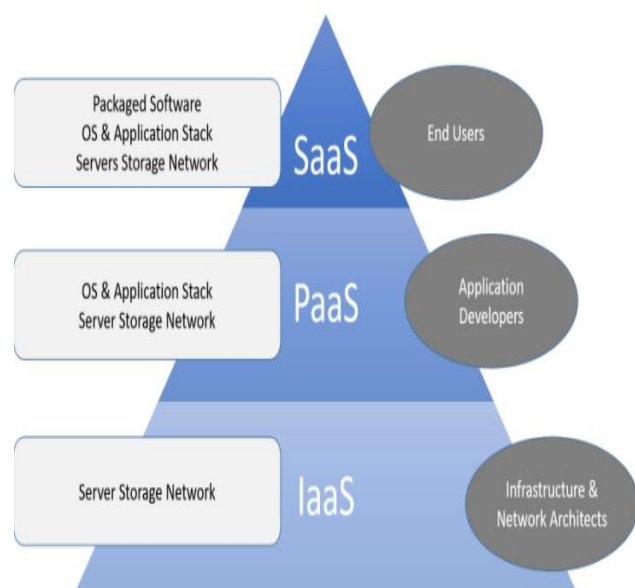 Packaged Software
OS & Application Stack
Servers Storage Network
SaaS
End Users
OS & Application Stack
Server Storage Network
PaaS
Application
Developers
Server Storage Network
IaaS
Infrastructure &
Network Architects